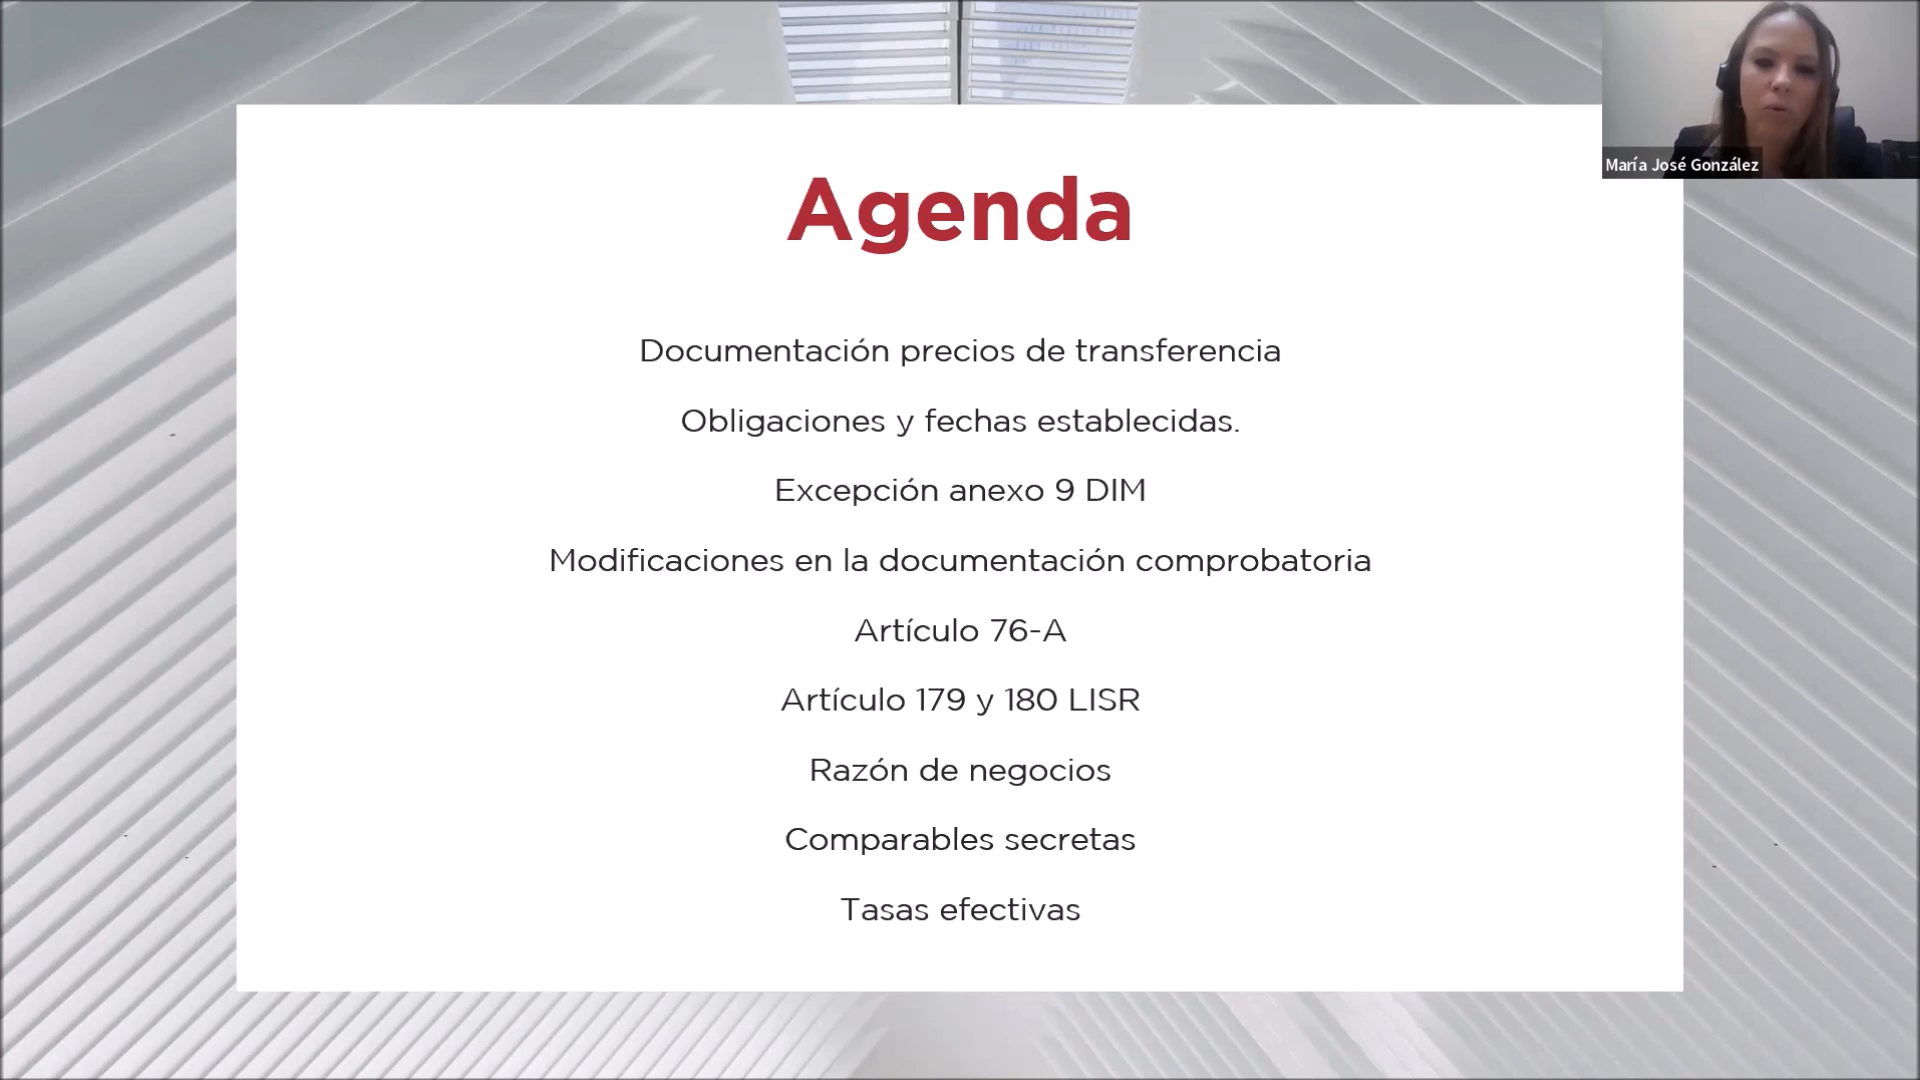 Agenda
María José González
Documentación precios de transferencia
Obligaciones y fechas establecidas.
Excepción anexo 9 DIM
Modificaciones en la documentación comprobatoria
Artículo 76-A
Artículo 179 y 180 LISR
Razón de negocios
Comparables secretas
Tasas efectivas